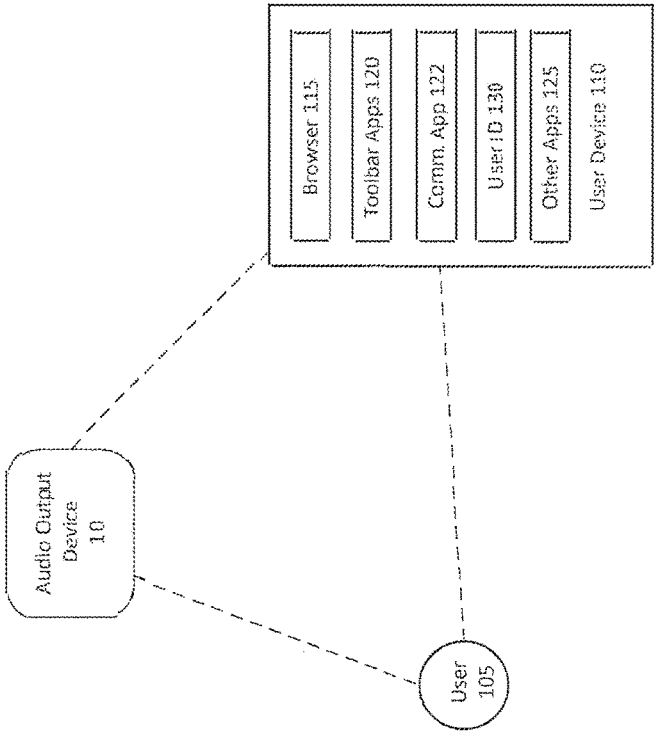 Audio Output
Device
10
User
105
Browser 115
Toolbar Apps 120
Comm. App 122
User ID 130
Other Apps 125
User Device 110